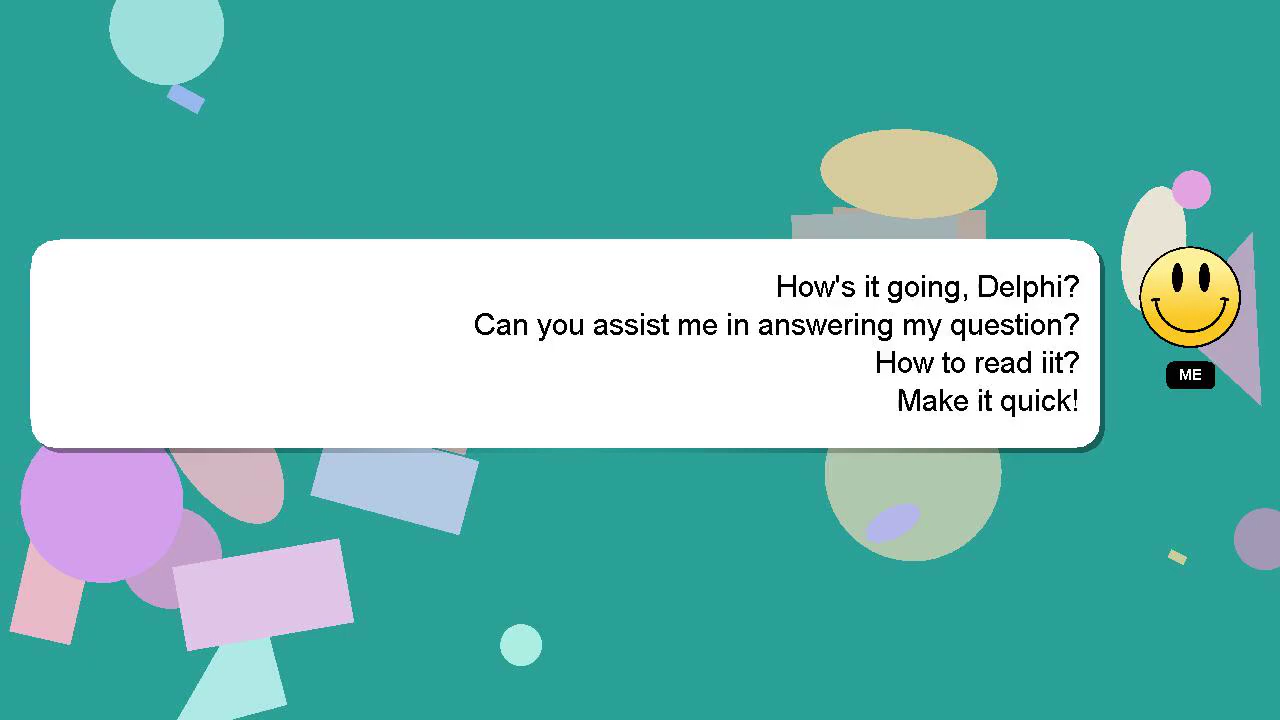 How's it going, Delphi?
Can you assist me in answering my question?
How to read iit?
Make it quick!
ME